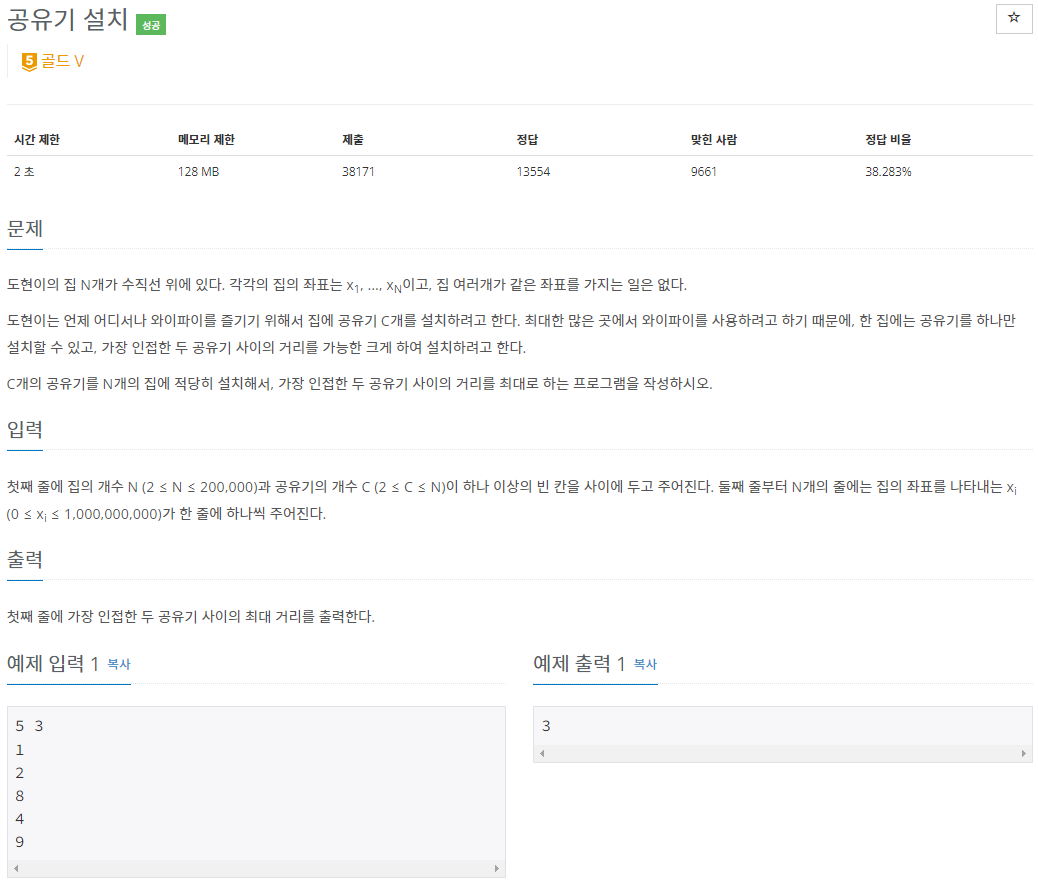 공유기 설치 성공
☆
5 골드 V
시간 제한 메모리 제한 제출 정답 맞힌 사람 정답 비율
2 초 128 MB 38171 13554 9661 38.283%
문제
도현이의 집 N개가 수직선 위에 있다. 각각의 집의 좌표는 x1, ..., xN이고, 집 여러개가 같은 좌표를 가지는 일은 없다.
도현이는 언제 어디서나 와이파이를 즐기기 위해서 집에 공유기 C개를 설치하려고 한다. 최대한 많은 곳에서 와이파이를 사용하려고 하기 때문에, 한 집에는 공유기를 하나만
설치할 수 있고, 가장 인접한 두 공유기 사이의 거리를 가능한 크게 하여 설치하려고 한다.
C개의 공유기를 N개의 집에 적당히 설치해서, 가장 인접한 두 공유기 사이의 거리를 최대로 하는 프로그램을 작성하시오.
입력
첫째 줄에 집의 개수 N (2 ≤ N ≤ 200,000)과 공유기의 개수 C (2 ≤ C ≤ N)이 하나 이상의 빈 칸을 사이에 두고 주어진다. 둘째 줄부터 N개의 줄에는 집의 좌표를 나타내는 xi
(0 ≤ xi ≤ 1,000,000,000)가 한 줄에 하나씩 주어진다.
출력
첫째 줄에 가장 인접한 두 공유기 사이의 최대 거리를 출력한다.
예제 입력 1 복사
5 3
1
2
8
4
9
예제 출력 1 복사
3